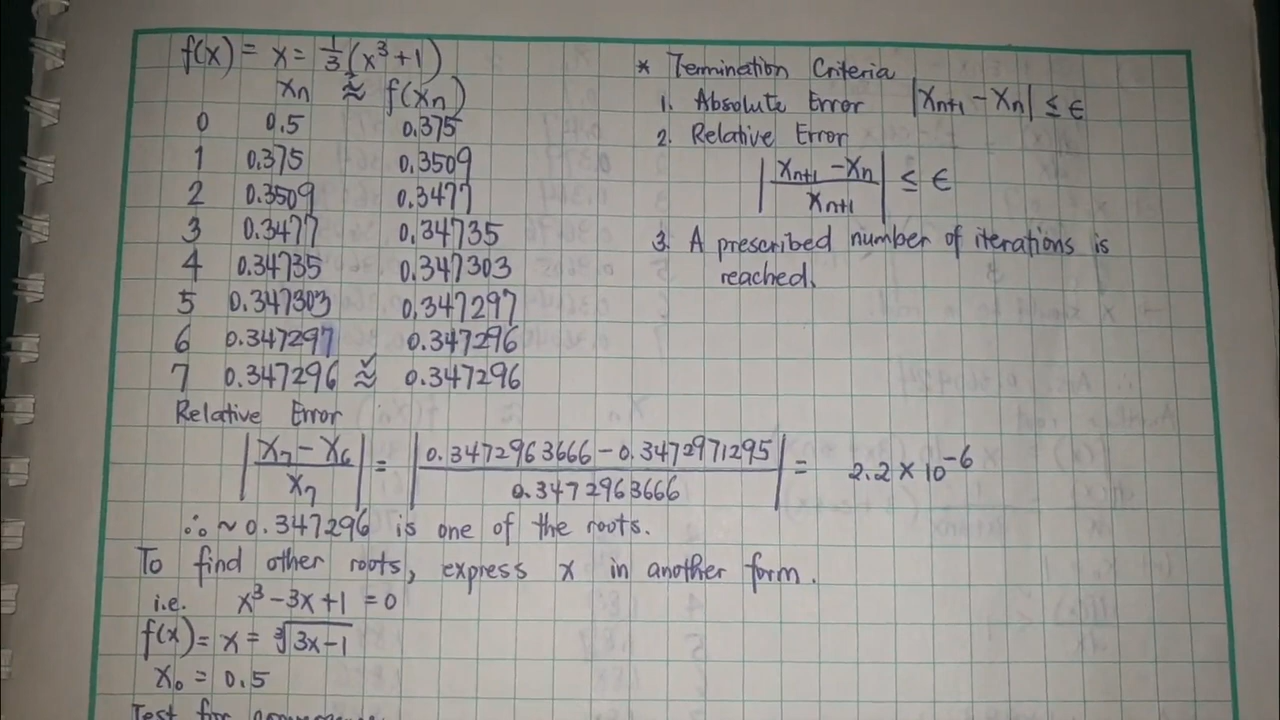 f(x) = x = 1/3 (x³ + 1)
xₙ ≈ f(xₙ)
0 0.5 0.375
1 0.375 0.3509
2 0.3509 0.3477
3 0.3477 0.34735
4 0.34735 0.347303
5 0.347303 0.347297
6 0.347297 0.347296
7 0.347296 ≈ ✓ 0.347296
Relative Error
|(x₇ - x₆)/x₇| = |(0.3472963666 - 0.3472971295)/0.3472963666| = 2.2 × 10⁻⁶
∴ ~ 0.347296 is one of the roots.
To find other roots, express x in another form.
i.e. x³ - 3x + 1 = 0
f(x) = x = ∛(3x-1)
x₀ = 0.5
Test for
* Termination Criteria
1. Absolute Error |xₙ₊₁ - xₙ| ≤ ε
2. Relative Error
|(xₙ₊₁ - xₙ)/xₙ₊₁| ≤ ε
3. A prescribed number of iterations is
reached.